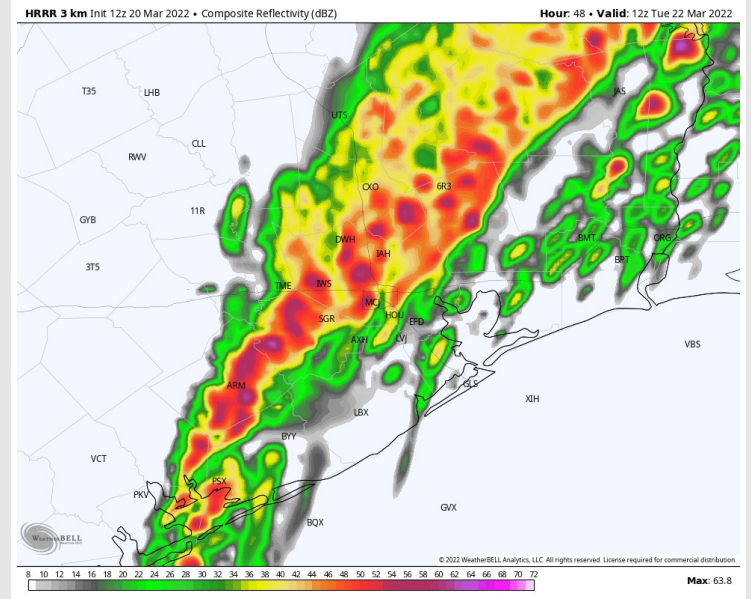 HRRR 3 km Init 12z 20 Mar 2022 • Composite Reflectivity (dBZ) Hour: 48 • Valid: 12z Tue 22 Mar 2022
T35 LHB JAS
UTS
CLL
RWV
CXO 6R3
11R
GYB
DWH BMT ORG
IAH
3T5 BPT
TME IWS
MCJ
SGR HOU EFD
AXH LVJ VBS
ARM GLS
LBX XIH
BYY
VCT
PSX
PKV
GVX
BQX
WEATHERBELL
© 2022 WeatherBELL Analytics, LLC. All rights reserved. License required for commercial distribution.
8 10 12 14 16 18 20 22 24 26 28 30 32 34 36 38 40 42 44 46 48 50 52 54 56 58 60 62 64 66 68 70 72 Max: 63.8